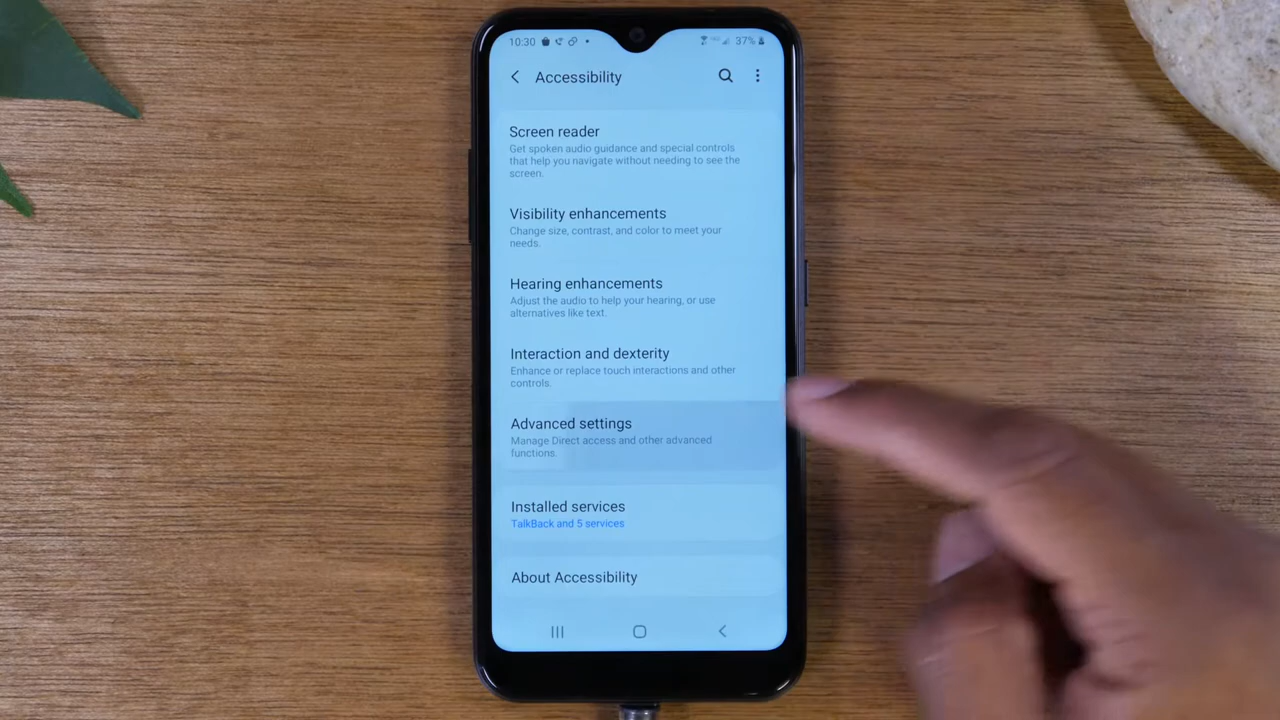 10:30 37%
Accessibility
Screen reader
Get spoken audio guidance and special controls
that help you navigate without needing to see the
screen.
Visibility enhancements
Change size, contrast, and color to meet your
needs.
Hearing enhancements
Adjust the audio to help your hearing, or use
alternatives like text.
Interaction and dexterity
Enhance or replace touch interactions and other
controls.
Advanced settings
Manage Direct access and other advanced
functions.
Installed services
TalkBack and 5 services
About Accessibility